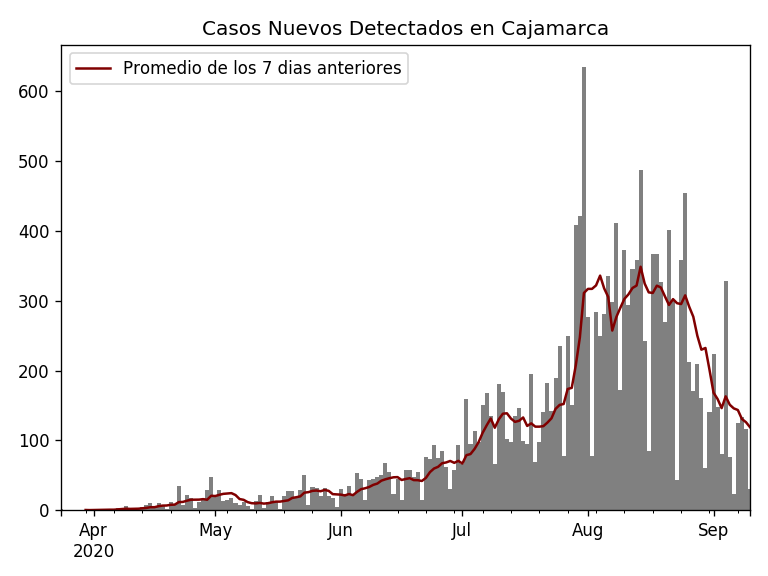 Casos Nuevos Detectados en Cajamarca
Promedio de los 7 dias anteriores
600
500
400
300
200
100
0
Apr May Jun Jul Aug Sep
2020